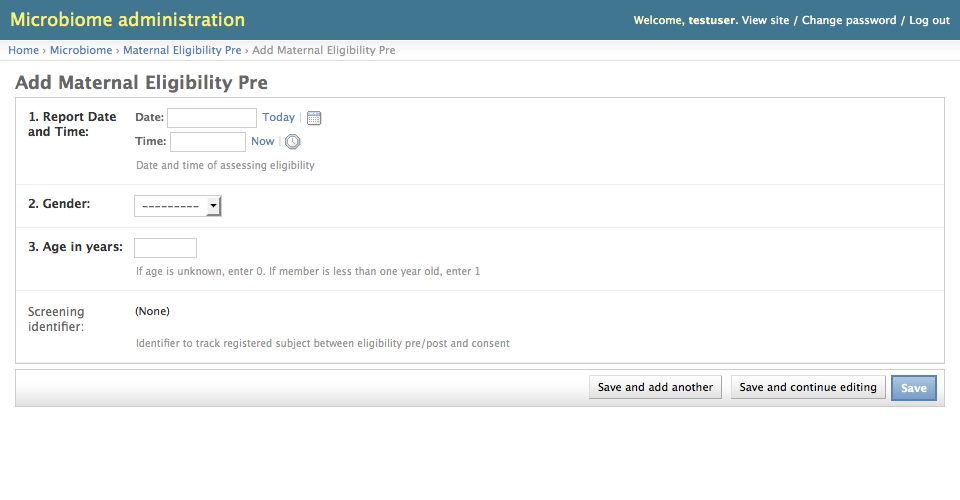 Microbiome administration
Welcome, testuser. View site / Change password / Log out
Home › Microbiome › Maternal Eligibility Pre › Add Maternal Eligibility Pre
Add Maternal Eligibility Pre
1. Report Date and Time:
Date: Today |
Time: Now |
Date and time of assessing eligibility
2. Gender:
---------
3. Age in years:
If age is unknown, enter 0. If member is less than one year old, enter 1
Screening identifier:
(None)
Identifier to track registered subject between eligibility pre/post and consent
Save and add another
Save and continue editing
Save